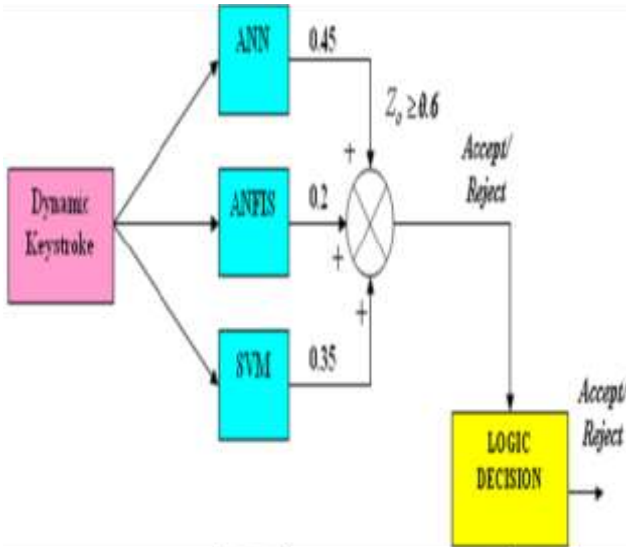 ANN
0.45
Z₀ ≥ 0.6
+
Accept/
Reject
Dynamic
Keystroke
ANFIS
0.2
+
+
SVM
0.35
Accept/
Reject
LOGIC
DECISION